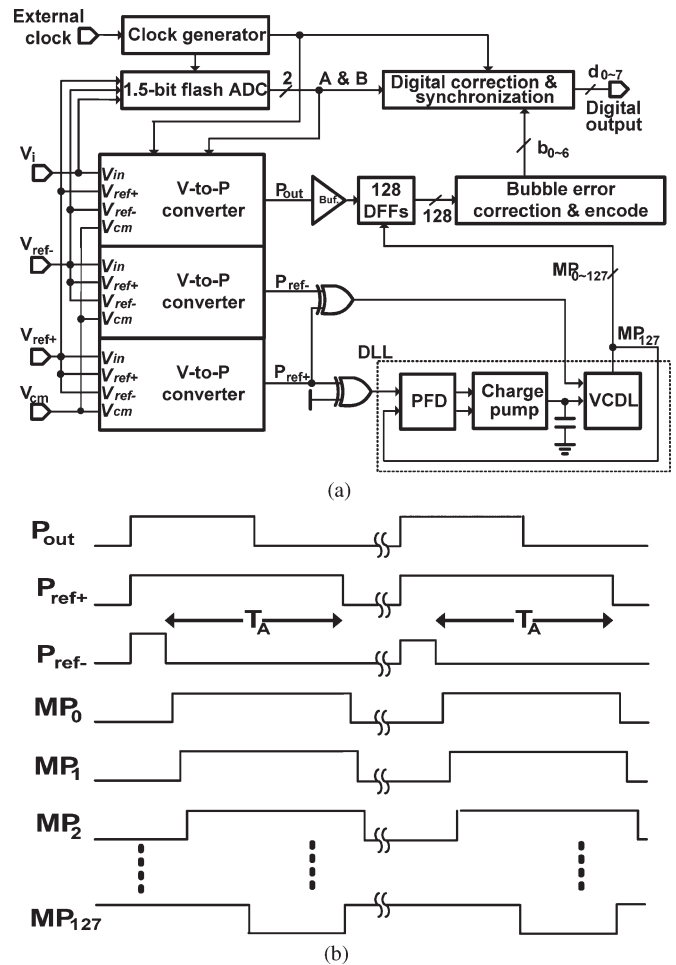 External clock
Clock generator
1.5-bit flash ADC
2
A & B
Digital correction & synchronization
d0~7
Digital output
b0~6
Vi
Vin
Vref+
Vref-
Vcm
V-to-P converter
Pout
Buf.
128 DFFs
128
Bubble error correction & encode
Vref-
Vin
Vref+
Vref-
Vcm
V-to-P converter
Pref-
MP0~127
MP127
Vref+
Vin
Vref+
Vref-
Vcm
V-to-P converter
Pref+
DLL
PFD
Charge pump
VCDL
Vcm
(a)
Pout
Pref+
TA
TA
Pref-
MP0
MP1
MP2
MP127
(b)